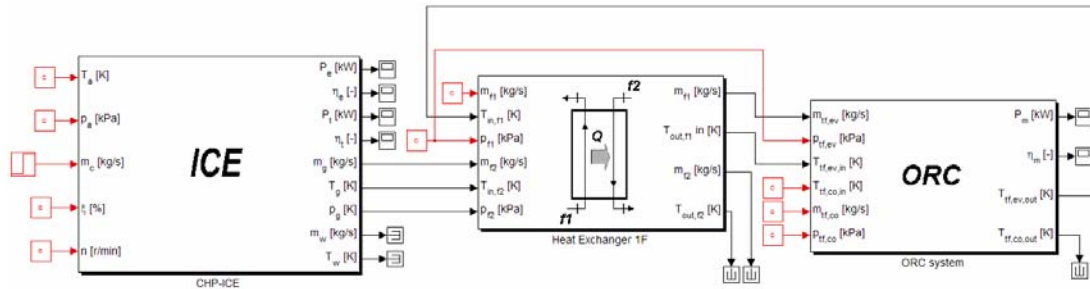 T_a [K]
p_a [kPa]
m_c [kg/s]
ξ [%]
n [r/min]
ICE
P_e [kW]
η_e [-]
P_t [kW]
η_t [-]
m_g [kg/s]
T_g [K]
p_g [kPa]
m_w [kg/s]
T_w [K]
CHP-ICE
m_f1 [kg/s]
T_in,f1 [K]
p_f1 [kPa]
m_f2 [kg/s]
T_in,f2 [K]
p_f2 [kPa]
f2
Q
f1
m_f1 [kg/s]
T_out,f1 in [K]
m_f2 [kg/s]
T_out,f2 [K]
Heat Exchanger 1F
m_tf,ev [kg/s]
p_tf,ev [kPa]
T_tf,ev,in [K]
T_tf,co,in [K]
m_tf,co [kg/s]
p_tf,co [kPa]
ORC
P_m [kW]
η_m [-]
T_tf,ev,out [K]
T_tf,co,out [K]
ORC system